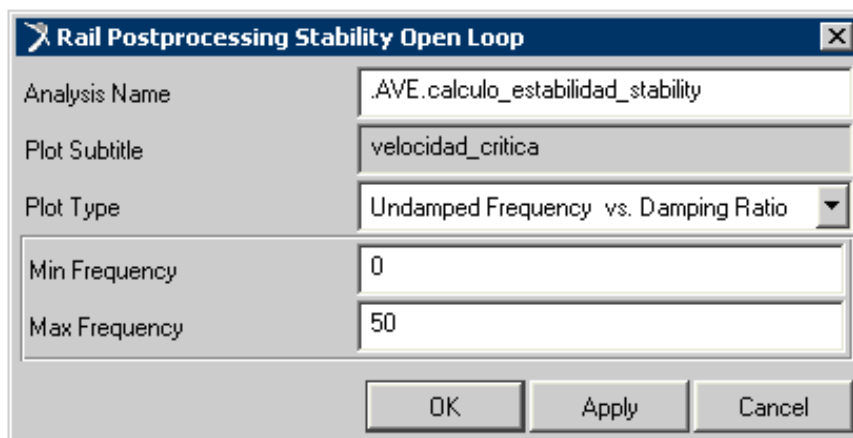 Rail Postprocessing Stability Open Loop
Analysis Name .AVE.calculo_estabilidad_stability
Plot Subtitle velocidad_critica
Plot Type Undamped Frequency vs. Damping Ratio
Min Frequency 0
Max Frequency 50
OK Apply Cancel